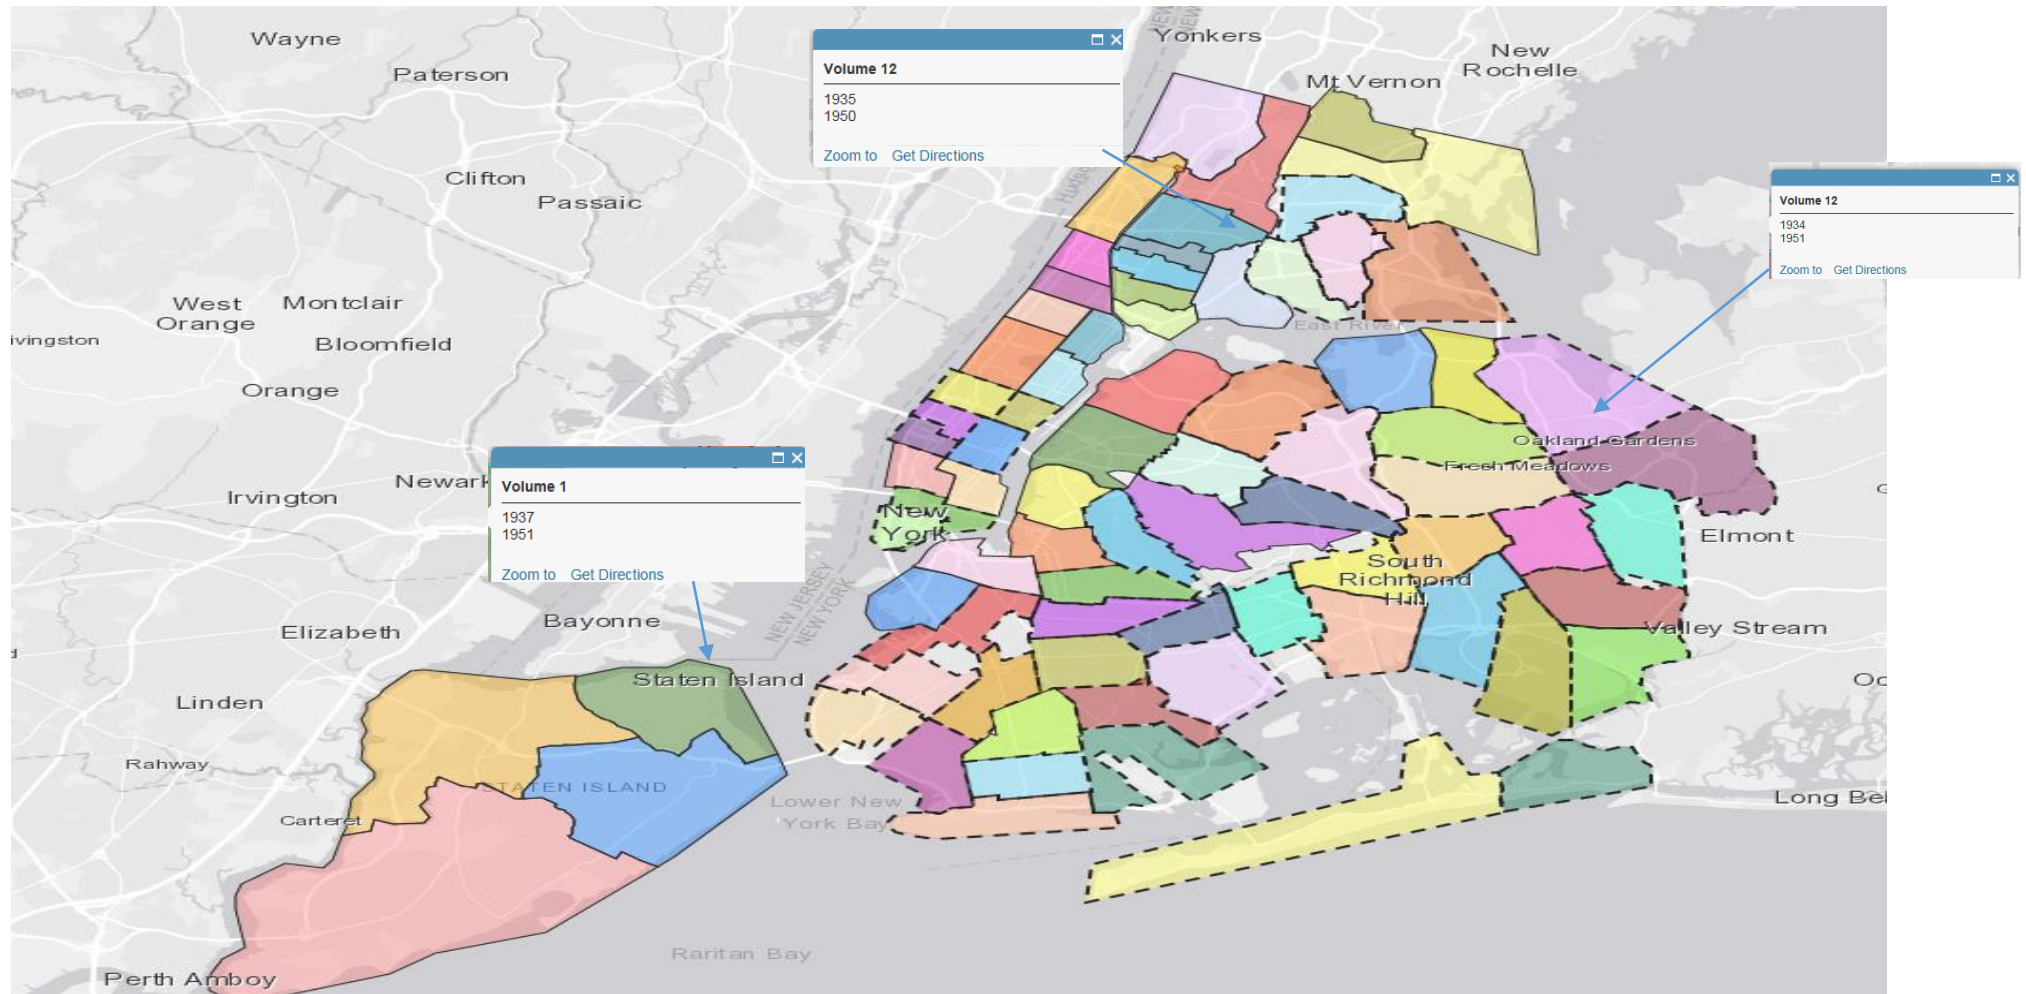 Wayne
Paterson
Clifton
Passaic
Yonkers
New
Rochelle
Mt Vernon
Volume 12
1935
1950
Zoom to Get Directions
Volume 12
1934
1951
Zoom to Get Directions
West
Orange
Montclair
ivingston
Bloomfield
Orange
East River
Oakland Gardens
Fresh Meadows
Irvington
Newark
Volume 1
1937
1951
Zoom to Get Directions
New
York
Elmont
South
Richmond
Hill
NEW JERSEY
NEW YORK
Elizabeth
Bayonne
Valley Stream
Staten Island
Linden
Oc
Rahway
STATEN ISLAND
Carteret
Lower New
York Bay
Long Be
Raritan Bay
Perth Amboy